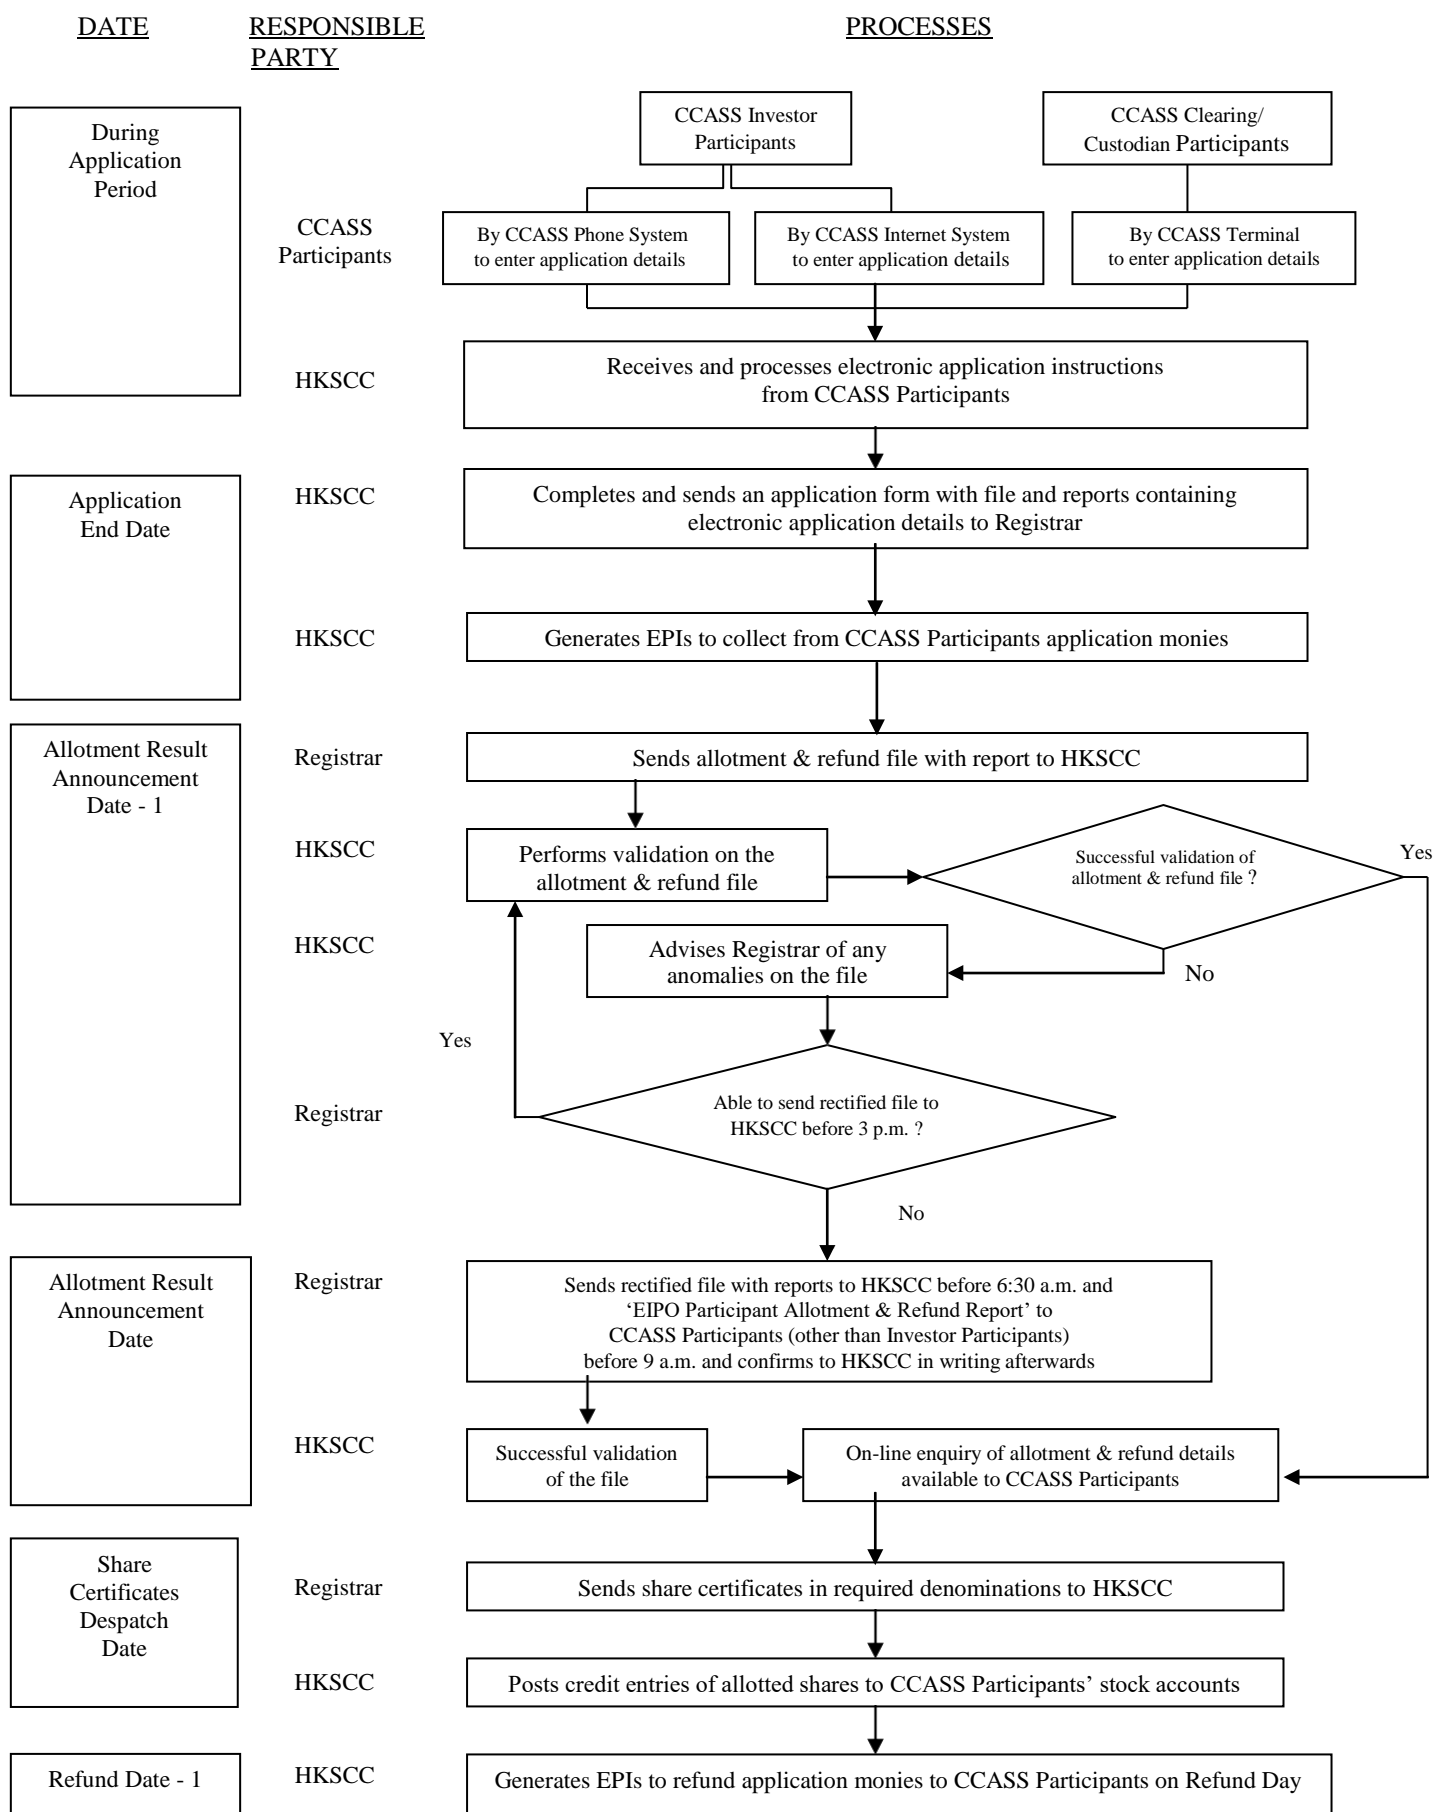 DATE
RESPONSIBLE
PARTY
PROCESSES
During
Application
Period
CCASS Investor
Participants
CCASS Clearing/
Custodian Participants
CCASS
Participants
By CCASS Phone System
to enter application details
By CCASS Internet System
to enter application details
By CCASS Terminal
to enter application details
HKSCC
Receives and processes electronic application instructions
from CCASS Participants
Application
End Date
HKSCC
Completes and sends an application form with file and reports containing
electronic application details to Registrar
HKSCC
Generates EPIs to collect from CCASS Participants application monies
Allotment Result
Announcement
Date - 1
Registrar
Sends allotment & refund file with report to HKSCC
HKSCC
Performs validation on the
allotment & refund file
Successful validation of
allotment & refund file ?
Yes
HKSCC
Advises Registrar of any
anomalies on the file
No
Yes
Registrar
Able to send rectified file to
HKSCC before 3 p.m. ?
No
Allotment Result
Announcement
Date
Registrar
Sends rectified file with reports to HKSCC before 6:30 a.m. and
‘EIPO Participant Allotment & Refund Report’ to
CCASS Participants (other than Investor Participants)
before 9 a.m. and confirms to HKSCC in writing afterwards
HKSCC
Successful validation
of the file
On-line enquiry of allotment & refund details
available to CCASS Participants
Share
Certificates
Despatch
Date
Registrar
Sends share certificates in required denominations to HKSCC
HKSCC
Posts credit entries of allotted shares to CCASS Participants’ stock accounts
Refund Date - 1
HKSCC
Generates EPIs to refund application monies to CCASS Participants on Refund Day